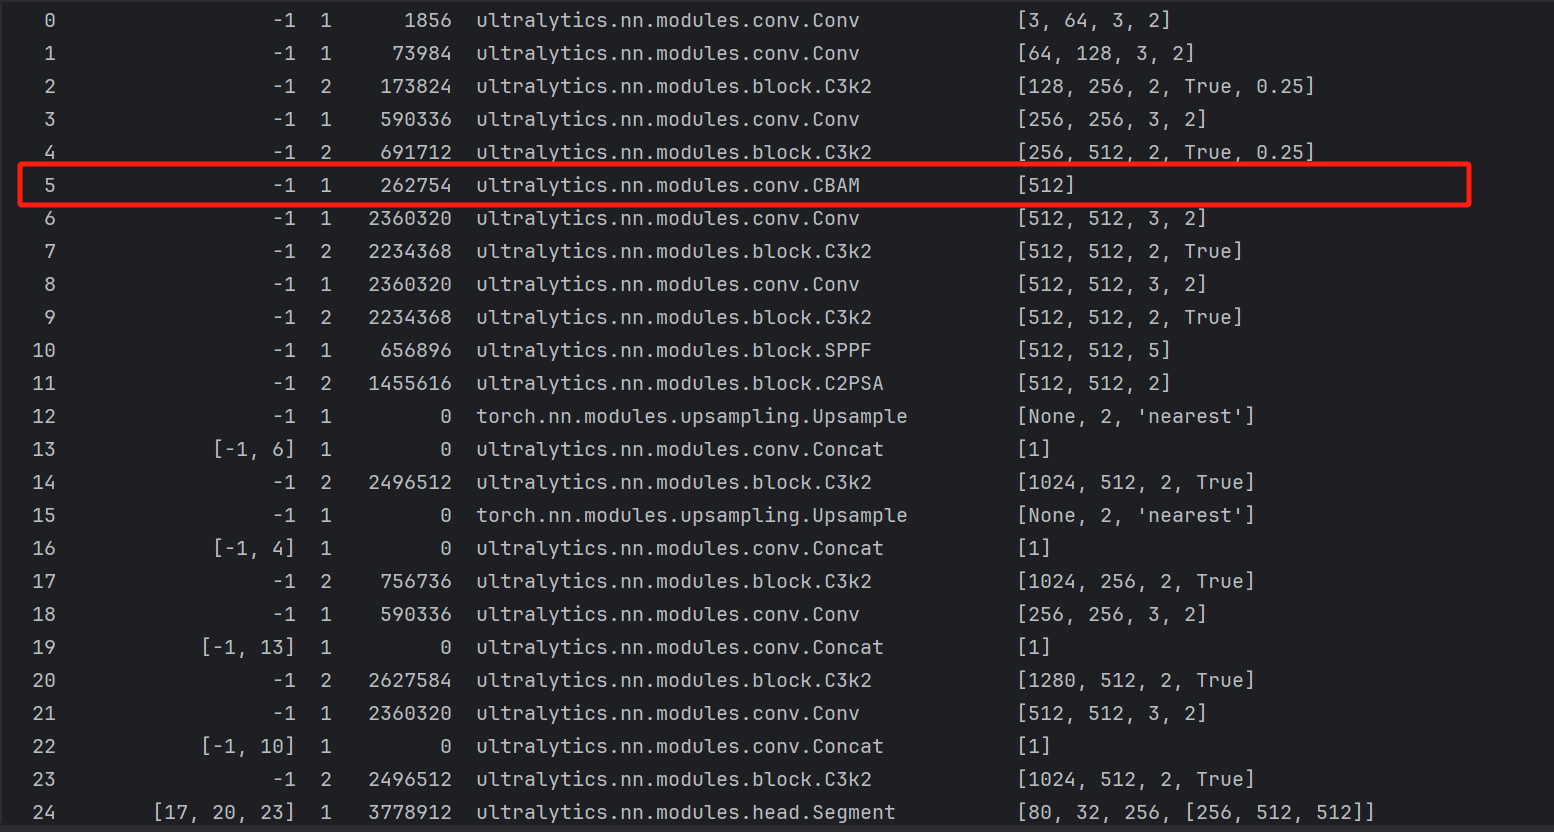 0 -1 1 1856 ultralytics.nn.modules.conv.Conv [3, 64, 3, 2]
1 -1 1 73984 ultralytics.nn.modules.conv.Conv [64, 128, 3, 2]
2 -1 2 173824 ultralytics.nn.modules.block.C3k2 [128, 256, 2, True, 0.25]
3 -1 1 590336 ultralytics.nn.modules.conv.Conv [256, 256, 3, 2]
4 -1 2 691712 ultralytics.nn.modules.block.C3k2 [256, 512, 2, True, 0.25]
5 -1 1 262754 ultralytics.nn.modules.conv.CBAM [512]
6 -1 1 2360320 ultralytics.nn.modules.conv.Conv [512, 512, 3, 2]
7 -1 2 2234368 ultralytics.nn.modules.block.C3k2 [512, 512, 2, True]
8 -1 1 2360320 ultralytics.nn.modules.conv.Conv [512, 512, 3, 2]
9 -1 2 2234368 ultralytics.nn.modules.block.C3k2 [512, 512, 2, True]
10 -1 1 656896 ultralytics.nn.modules.block.SPPF [512, 512, 5]
11 -1 2 1455616 ultralytics.nn.modules.block.C2PSA [512, 512, 2]
12 -1 1 0 torch.nn.modules.upsampling.Upsample [None, 2, 'nearest']
13 [-1, 6] 1 0 ultralytics.nn.modules.conv.Concat [1]
14 -1 2 2496512 ultralytics.nn.modules.block.C3k2 [1024, 512, 2, True]
15 -1 1 0 torch.nn.modules.upsampling.Upsample [None, 2, 'nearest']
16 [-1, 4] 1 0 ultralytics.nn.modules.conv.Concat [1]
17 -1 2 756736 ultralytics.nn.modules.block.C3k2 [1024, 256, 2, True]
18 -1 1 590336 ultralytics.nn.modules.conv.Conv [256, 256, 3, 2]
19 [-1, 13] 1 0 ultralytics.nn.modules.conv.Concat [1]
20 -1 2 2627584 ultralytics.nn.modules.block.C3k2 [1280, 512, 2, True]
21 -1 1 2360320 ultralytics.nn.modules.conv.Conv [512, 512, 3, 2]
22 [-1, 10] 1 0 ultralytics.nn.modules.conv.Concat [1]
23 -1 2 2496512 ultralytics.nn.modules.block.C3k2 [1024, 512, 2, True]
24 [17, 20, 23] 1 3778912 ultralytics.nn.modules.head.Segment [80, 32, 256, [256, 512, 512]]